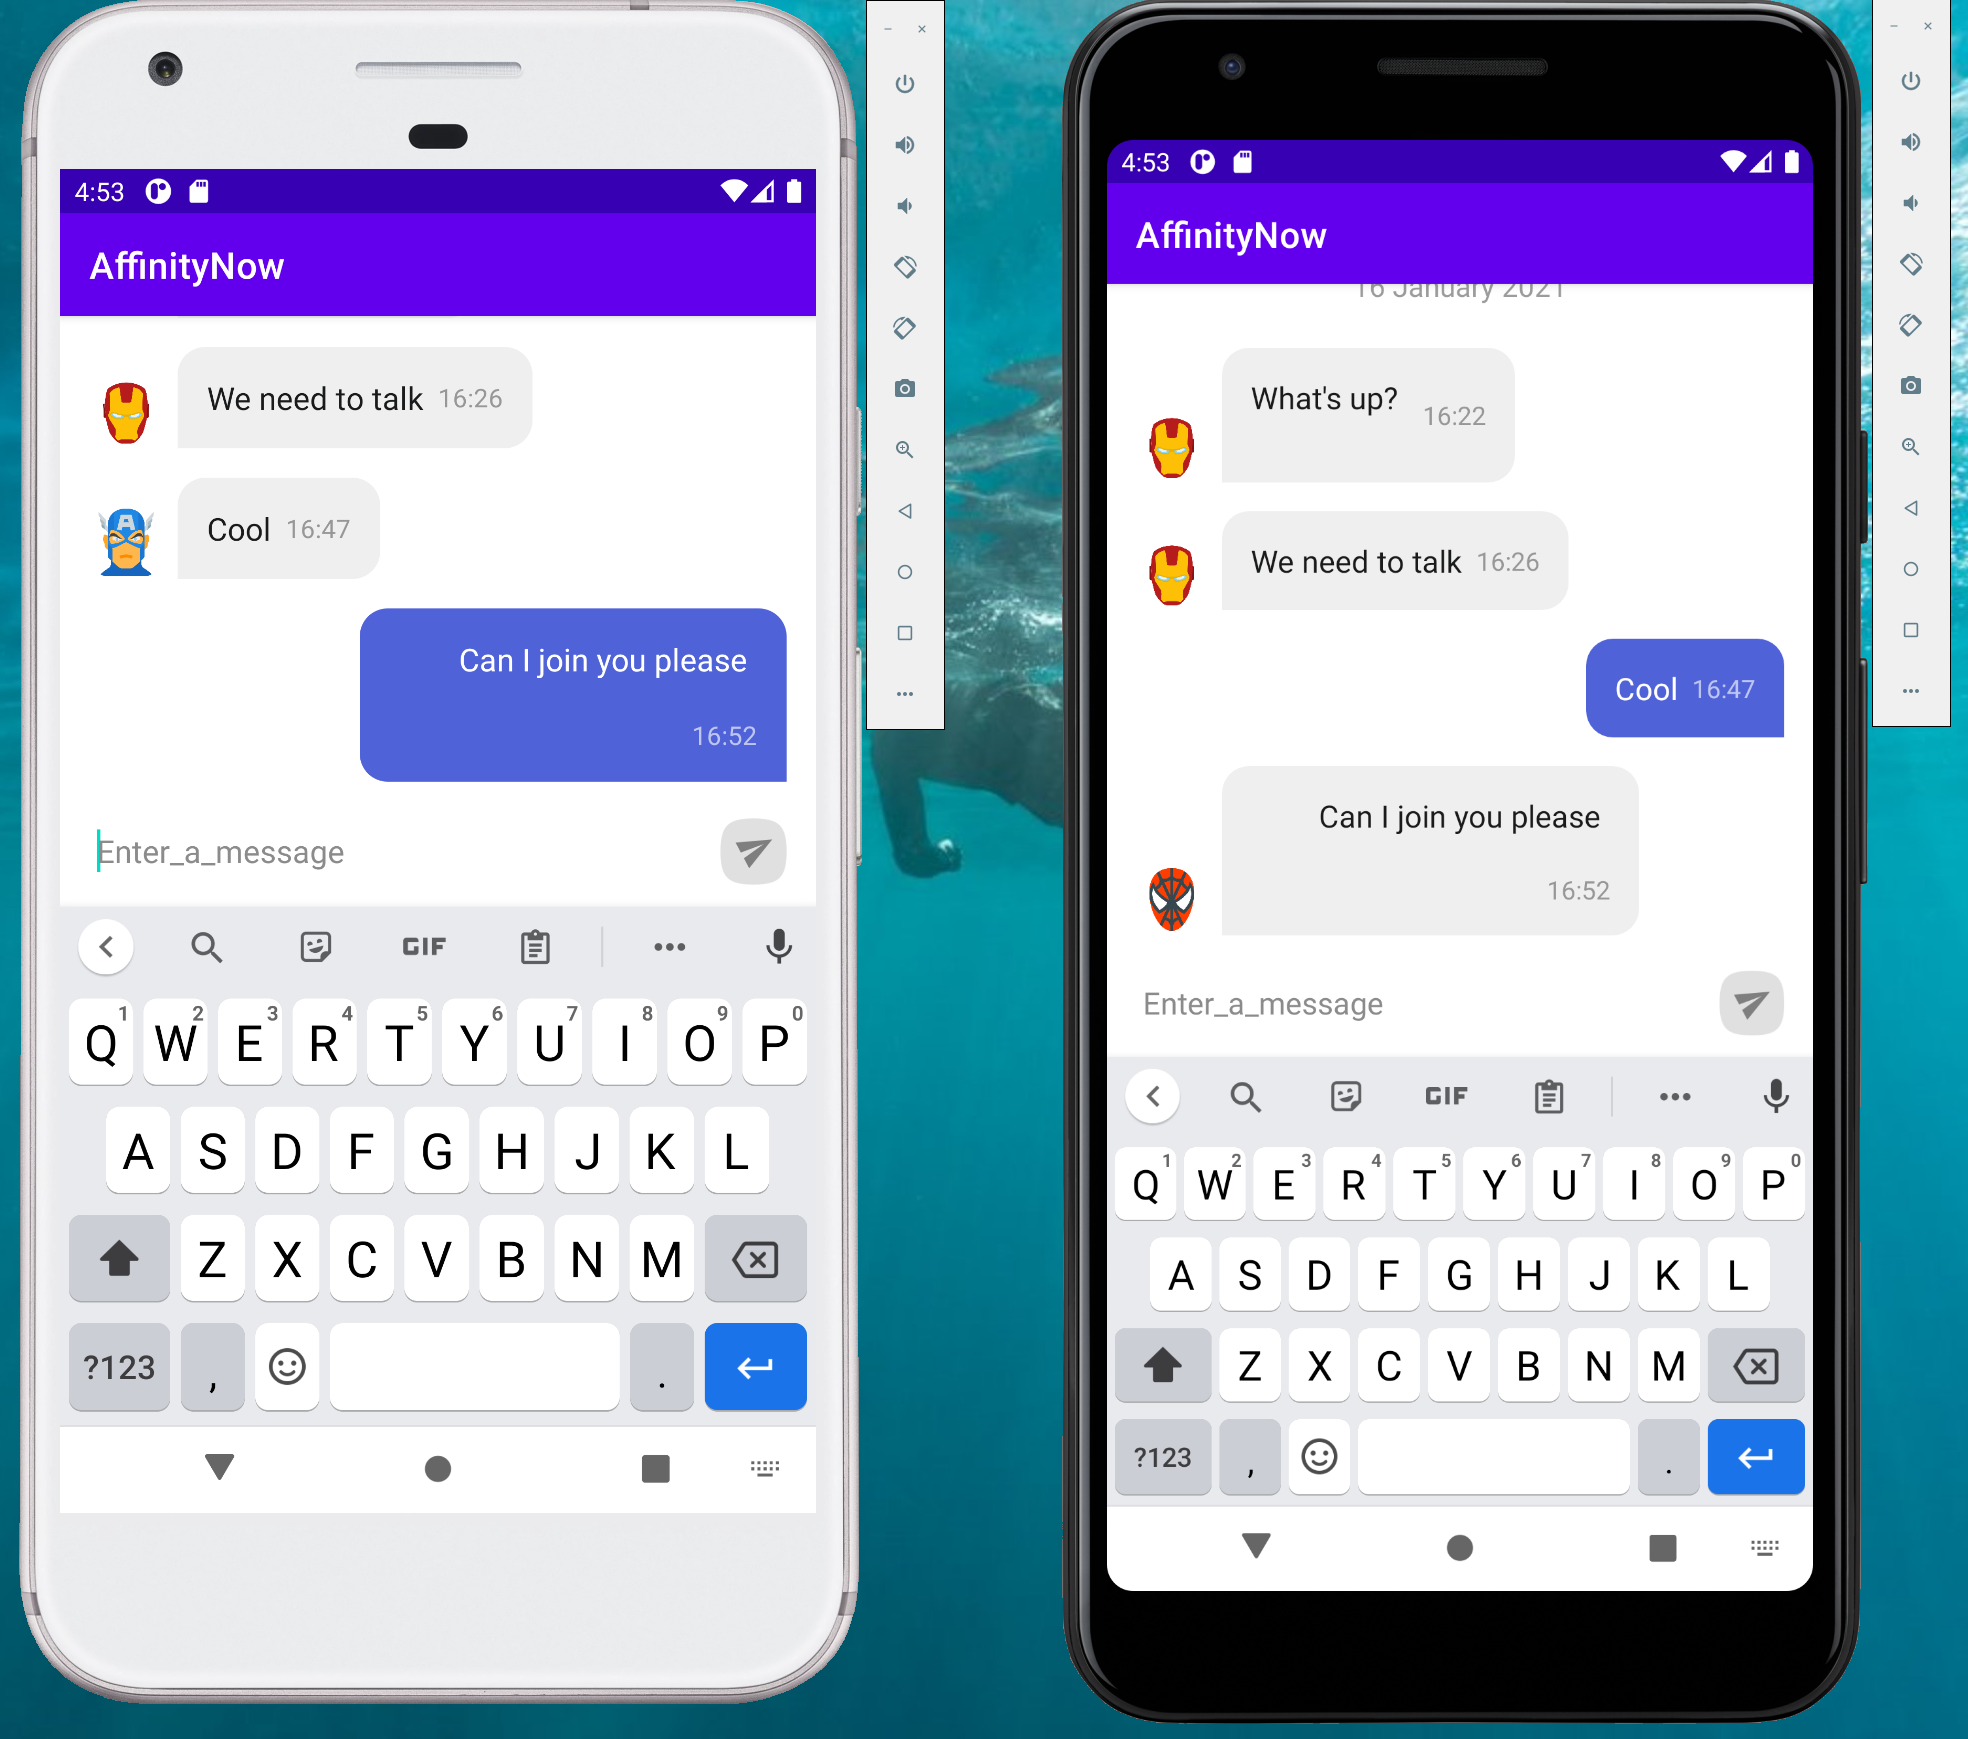 4:53
AffinityNow
We need to talk 16:26
Cool 16:47
Can I join you please
16:52
Enter_a_message
GIF
1 2 3 4 5 6 7 8 9 0
Q W E R T Y U I O P
A S D F G H J K L
Z X C V B N M
?123 , .
4:53
AffinityNow
16 January 2021
What's up? 16:22
We need to talk 16:26
Cool 16:47
Can I join you please
16:52
Enter_a_message
GIF
1 2 3 4 5 6 7 8 9 0
Q W E R T Y U I O P
A S D F G H J K L
Z X C V B N M
?123 , .